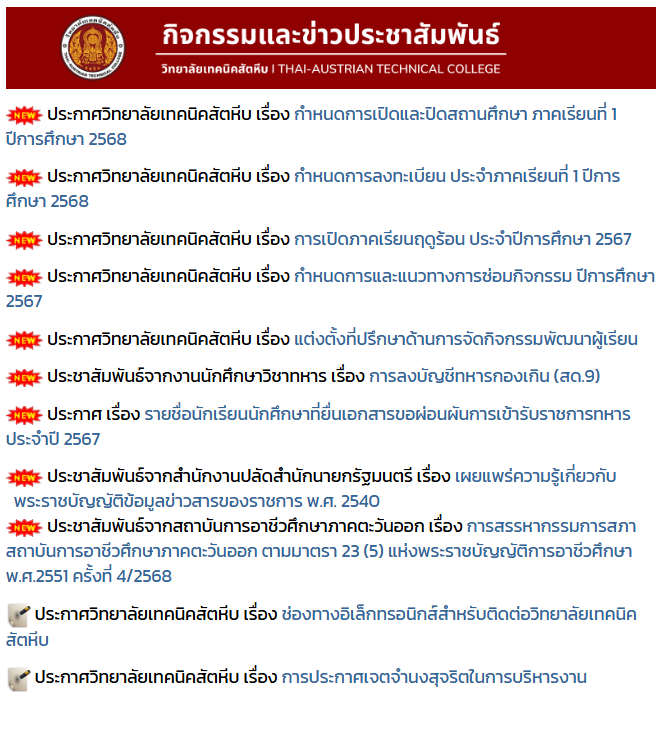 กิจกรรมและข่าวประชาสัมพันธ์
วิทยาลัยเทคนิคสัตหีบ I THAI-AUSTRIAN TECHNICAL COLLEGE
NEW ประกาศวิทยาลัยเทคนิคสัตหีบ เรื่อง กำหนดการเปิดและปิดสถานศึกษา ภาคเรียนที่ 1
ปีการศึกษา 2568
NEW ประกาศวิทยาลัยเทคนิคสัตหีบ เรื่อง กำหนดการลงทะเบียน ประจำภาคเรียนที่ 1 ปีการ
ศึกษา 2568
NEW ประกาศวิทยาลัยเทคนิคสัตหีบ เรื่อง การเปิดภาคเรียนฤดูร้อน ประจำปีการศึกษา 2567
NEW ประกาศวิทยาลัยเทคนิคสัตหีบ เรื่อง กำหนดการและแนวทางการซ่อมกิจกรรม ปีการศึกษา
2567
NEW ประกาศวิทยาลัยเทคนิคสัตหีบ เรื่อง แต่งตั้งที่ปรึกษาด้านการจัดกิจกรรมพัฒนาผู้เรียน
NEW ประชาสัมพันธ์จากงานนักศึกษาวิชาทหาร เรื่อง การลงบัญชีทหารกองเกิน (สด.9)
NEW ประกาศ เรื่อง รายชื่อนักเรียนนักศึกษาที่ยื่นเอกสารขอผ่อนผันการเข้ารับราชการทหาร
ประจำปี 2567
NEW ประชาสัมพันธ์จากสำนักงานปลัดสำนักนายกรัฐมนตรี เรื่อง เผยแพร่ความรู้เกี่ยวกับ
พระราชบัญญัติข้อมูลข่าวสารของราชการ พ.ศ. 2540
NEW ประชาสัมพันธ์จากสถาบันการอาชีวศึกษาภาคตะวันออก เรื่อง การสรรหากรรมการสภา
สถาบันการอาชีวศึกษาภาคตะวันออก ตามมาตรา 23 (5) แห่งพระราชบัญญัติการอาชีวศึกษา
พ.ศ.2551 ครั้งที่ 4/2568
ประกาศวิทยาลัยเทคนิคสัตหีบ เรื่อง ช่องทางอิเล็กทรอนิกส์สำหรับติดต่อวิทยาลัยเทคนิค
สัตหีบ
ประกาศวิทยาลัยเทคนิคสัตหีบ เรื่อง การประกาศเจตจำนงสุจริตในการบริหารงาน